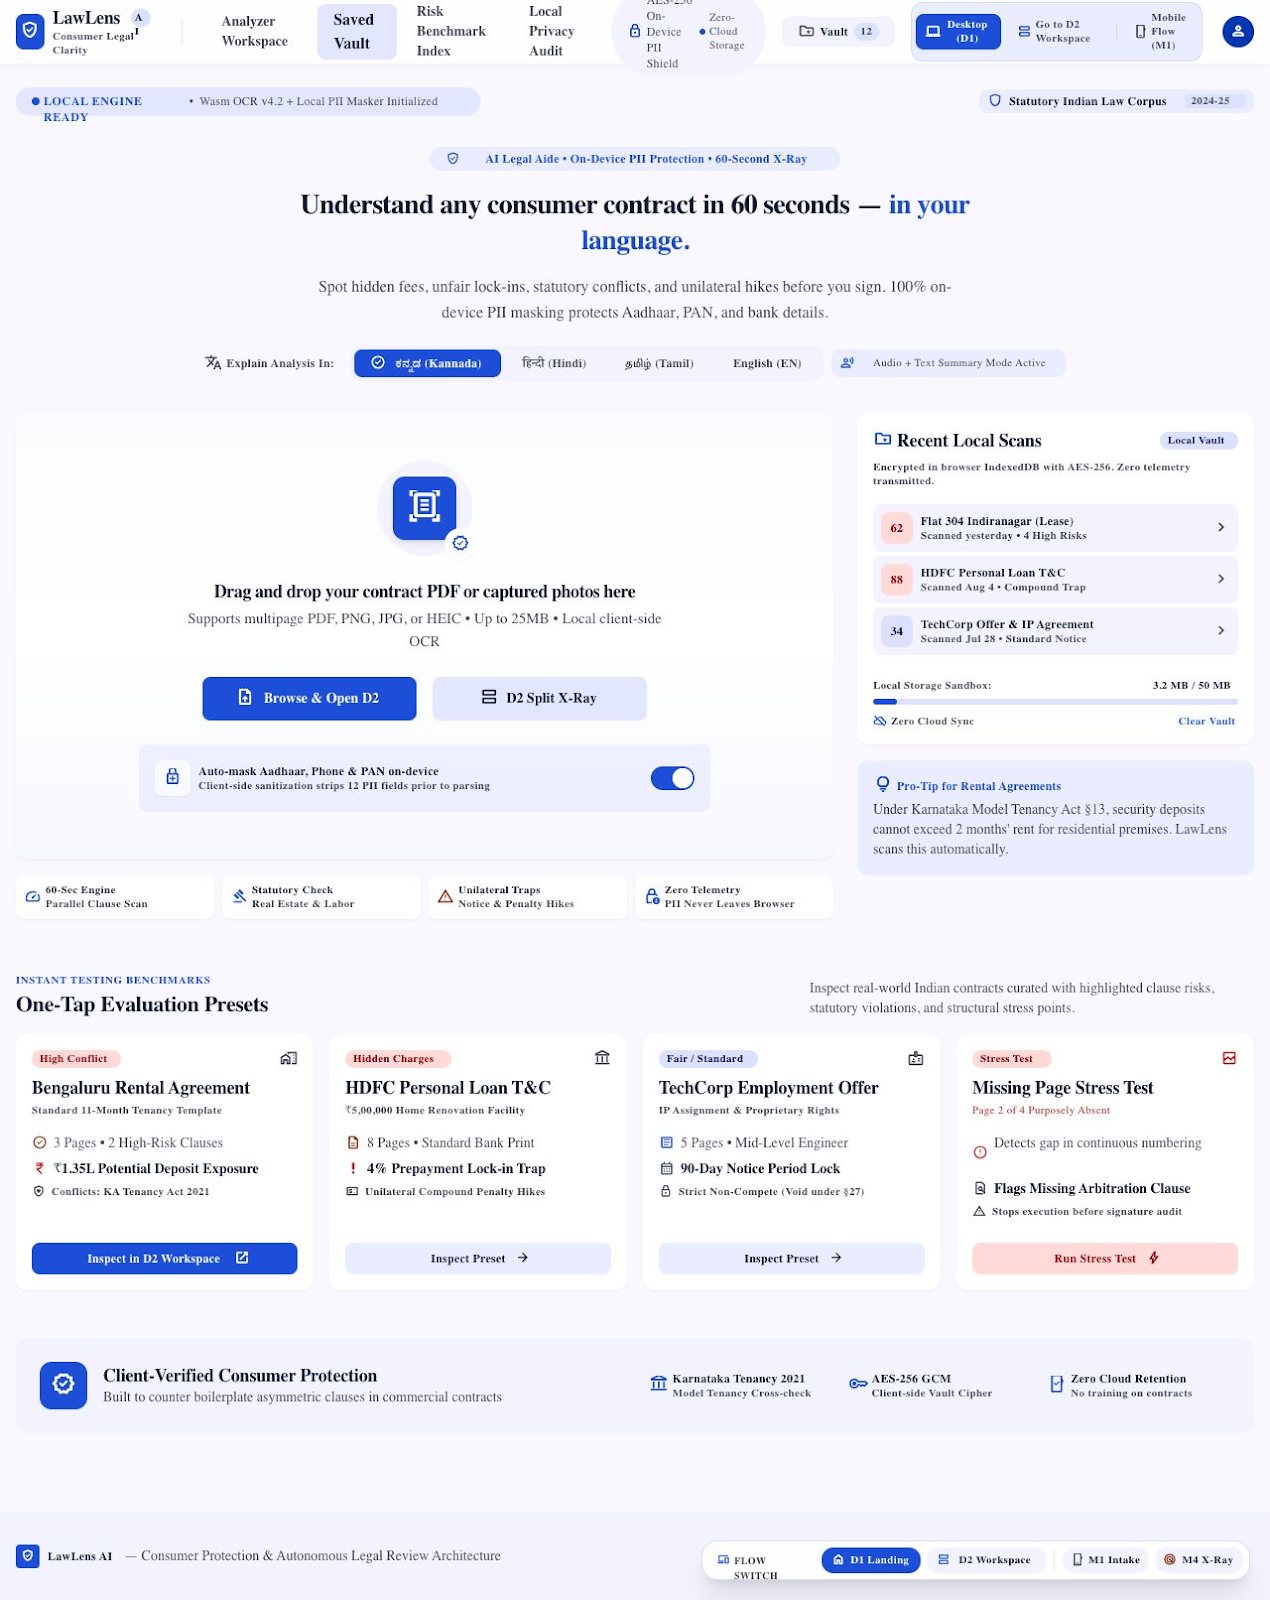 LawLens AI
Consumer Legal
Clarity
Analyzer
Workspace
Saved
Vault
Risk
Benchmark
Index
Local
Privacy
Audit
AES-256
On-
Device
PII
Shield
Zero-
Cloud
Storage
Vault 12
Desktop
(D1)
Go to D2
Workspace
Mobile
Flow
(M1)
LOCAL ENGINE
READY
• Wasm OCR v4.2 + Local PII Masker Initialized
Statutory Indian Law Corpus 2024-25
AI Legal Aide • On-Device PII Protection • 60-Second X-Ray
Understand any consumer contract in 60 seconds — in your
language.
Spot hidden fees, unfair lock-ins, statutory conflicts, and unilateral hikes before you sign. 100% on-
device PII masking protects Aadhaar, PAN, and bank details.
Explain Analysis In: ಕನ್ನಡ (Kannada) हिन्दी (Hindi) தமிழ் (Tamil) English (EN) Audio + Text Summary Mode Active
Drag and drop your contract PDF or captured photos here
Supports multipage PDF, PNG, JPG, or HEIC • Up to 25MB • Local client-side
OCR
Browse & Open D2 D2 Split X-Ray
Auto-mask Aadhaar, Phone & PAN on-device
Client-side sanitization strips 12 PII fields prior to parsing
60-Sec Engine
Parallel Clause Scan
Statutory Check
Real Estate & Labor
Unilateral Traps
Notice & Penalty Hikes
Zero Telemetry
PII Never Leaves Browser
Recent Local Scans Local Vault
Encrypted in browser IndexedDB with AES-256. Zero telemetry
transmitted.
62 Flat 304 Indiranagar (Lease)
Scanned yesterday • 4 High Risks
88 HDFC Personal Loan T&C
Scanned Aug 4 • Compound Trap
34 TechCorp Offer & IP Agreement
Scanned Jul 28 • Standard Notice
Local Storage Sandbox: 3.2 MB / 50 MB
Zero Cloud Sync Clear Vault
Pro-Tip for Rental Agreements
Under Karnataka Model Tenancy Act §13, security deposits
cannot exceed 2 months' rent for residential premises. LawLens
scans this automatically.
INSTANT TESTING BENCHMARKS
One-Tap Evaluation Presets
Inspect real-world Indian contracts curated with highlighted clause risks,
statutory violations, and structural stress points.
High Conflict
Bengaluru Rental Agreement
Standard 11-Month Tenancy Template
3 Pages • 2 High-Risk Clauses
₹1.35L Potential Deposit Exposure
Conflicts: KA Tenancy Act 2021
Inspect in D2 Workspace
Hidden Charges
HDFC Personal Loan T&C
₹5,00,000 Home Renovation Facility
8 Pages • Standard Bank Print
4% Prepayment Lock-in Trap
Unilateral Compound Penalty Hikes
Inspect Preset
Fair / Standard
TechCorp Employment Offer
IP Assignment & Proprietary Rights
5 Pages • Mid-Level Engineer
90-Day Notice Period Lock
Strict Non-Compete (Void under §27)
Inspect Preset
Stress Test
Missing Page Stress Test
Page 2 of 4 Purposely Absent
Detects gap in continuous numbering
Flags Missing Arbitration Clause
Stops execution before signature audit
Run Stress Test
Client-Verified Consumer Protection
Built to counter boilerplate asymmetric clauses in commercial contracts
Karnataka Tenancy 2021
Model Tenancy Cross-check
AES-256 GCM
Client-side Vault Cipher
Zero Cloud Retention
No training on contracts
LawLens AI — Consumer Protection & Autonomous Legal Review Architecture
FLOW
SWITCH
D1 Landing D2 Workspace M1 Intake M4 X-Ray